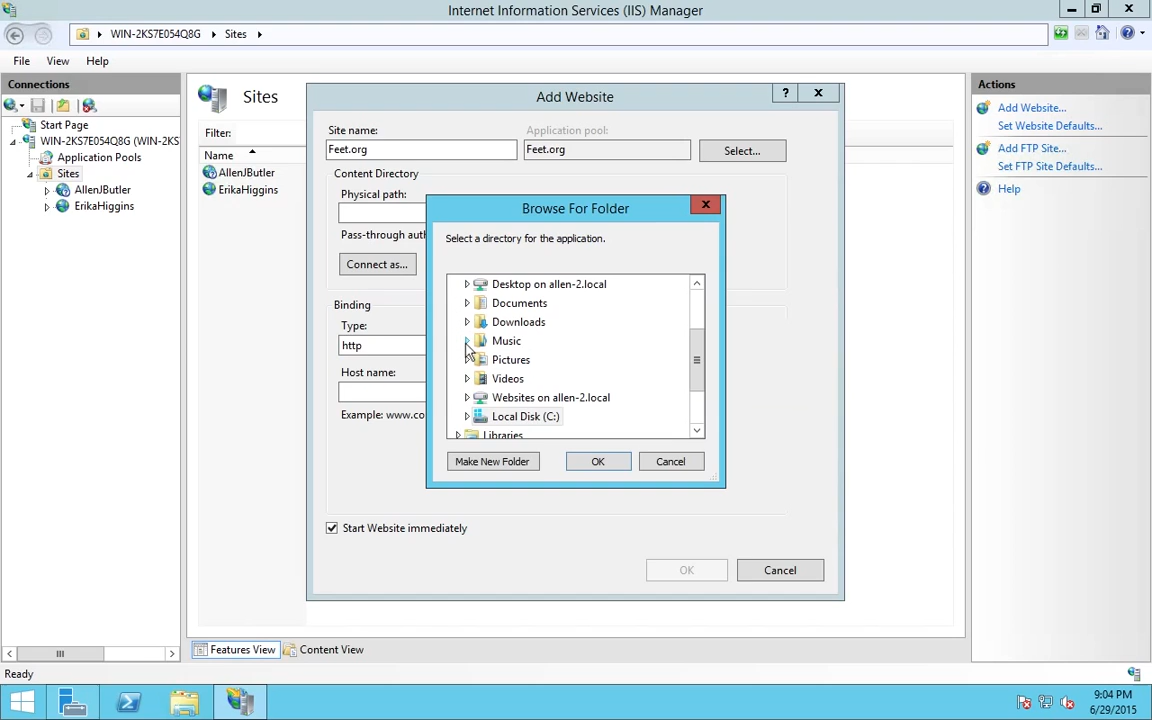 Internet Information Services (IIS) Manager
WIN-2KS7E054Q8G Sites
File View Help
Connections
Start Page
WIN-2KS7E054Q8G (WIN-2KS
Application Pools
Sites
AllenJButler
ErikaHiggins
Sites
Filter:
Name
AllenJButler
ErikaHiggins
Add Website
?
Site name:
Application pool:
Feet.org
Feet.org
Select...
Content Directory
Physical path:
Pass-through aut
Connect as...
Binding
Type:
http
Host name:
Example: www.co
Start Website immediately
OK
Cancel
Browse For Folder
Select a directory for the application.
Desktop on allen-2.local
Documents
Downloads
Music
Pictures
Videos
Websites on allen-2.local
Local Disk (C:)
Libraries
Make New Folder
OK
Cancel
Actions
Add Website...
Set Website Defaults...
Add FTP Site...
Set FTP Site Defaults...
Help
Features View
Content View
Ready
9:04 PM
6/29/2015